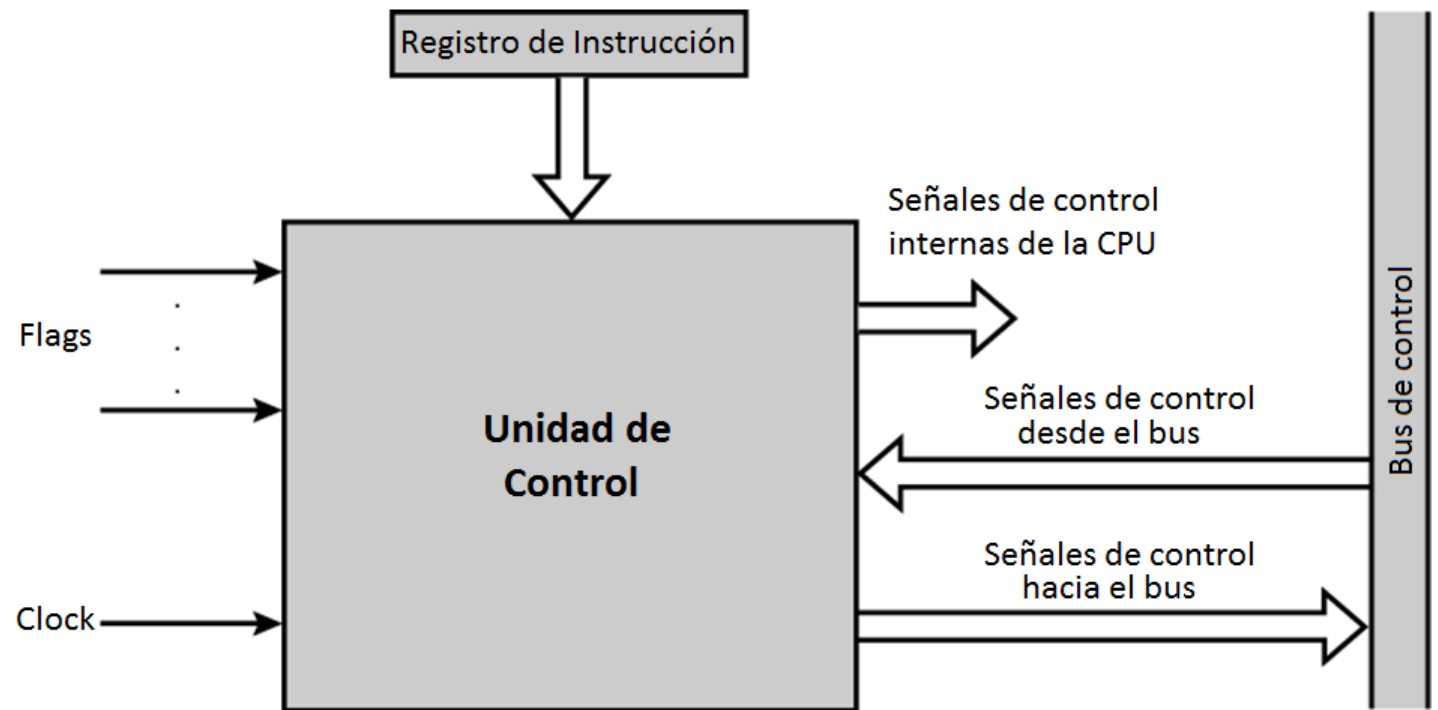 Registro de Instrucción
Señales de control
internas de la CPU
Flags
Unidad de
Control
Señales de control
desde el bus
Bus de control
Señales de control
hacia el bus
Clock